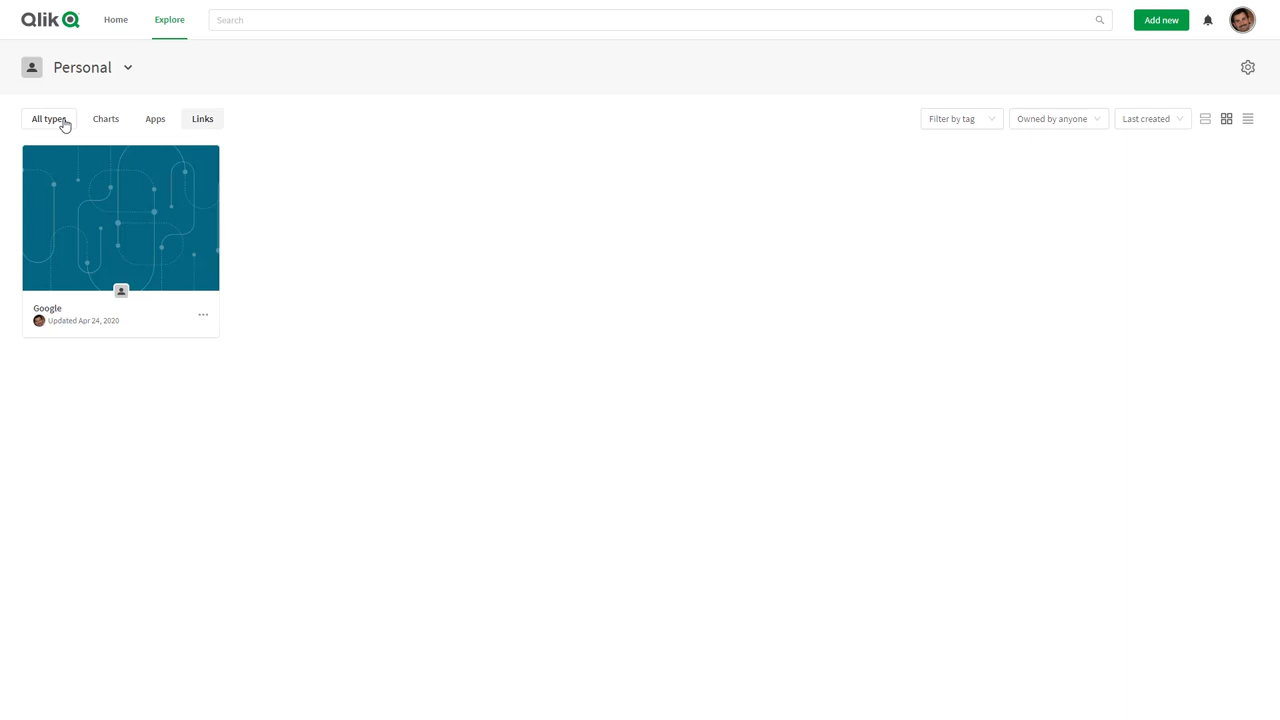 Qlik
Home
Explore
Search
Add new
Personal
All types
Charts
Apps
Links
Filter by tag
Owned by anyone
Last created
Google
Updated Apr 24, 2020